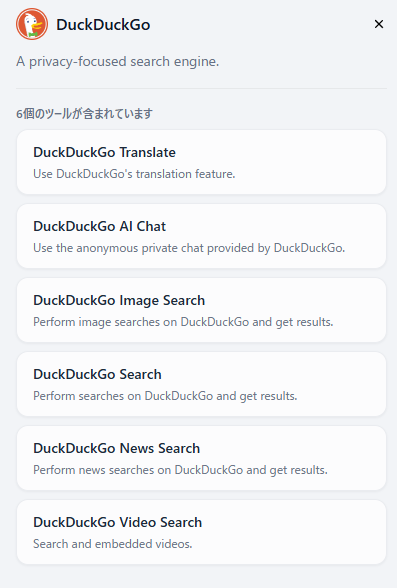 DuckDuckGo
A privacy-focused search engine.
6個のツールが含まれています
DuckDuckGo Translate
Use DuckDuckGo's translation feature.
DuckDuckGo AI Chat
Use the anonymous private chat provided by DuckDuckGo.
DuckDuckGo Image Search
Perform image searches on DuckDuckGo and get results.
DuckDuckGo Search
Perform searches on DuckDuckGo and get results.
DuckDuckGo News Search
Perform news searches on DuckDuckGo and get results.
DuckDuckGo Video Search
Search and embedded videos.